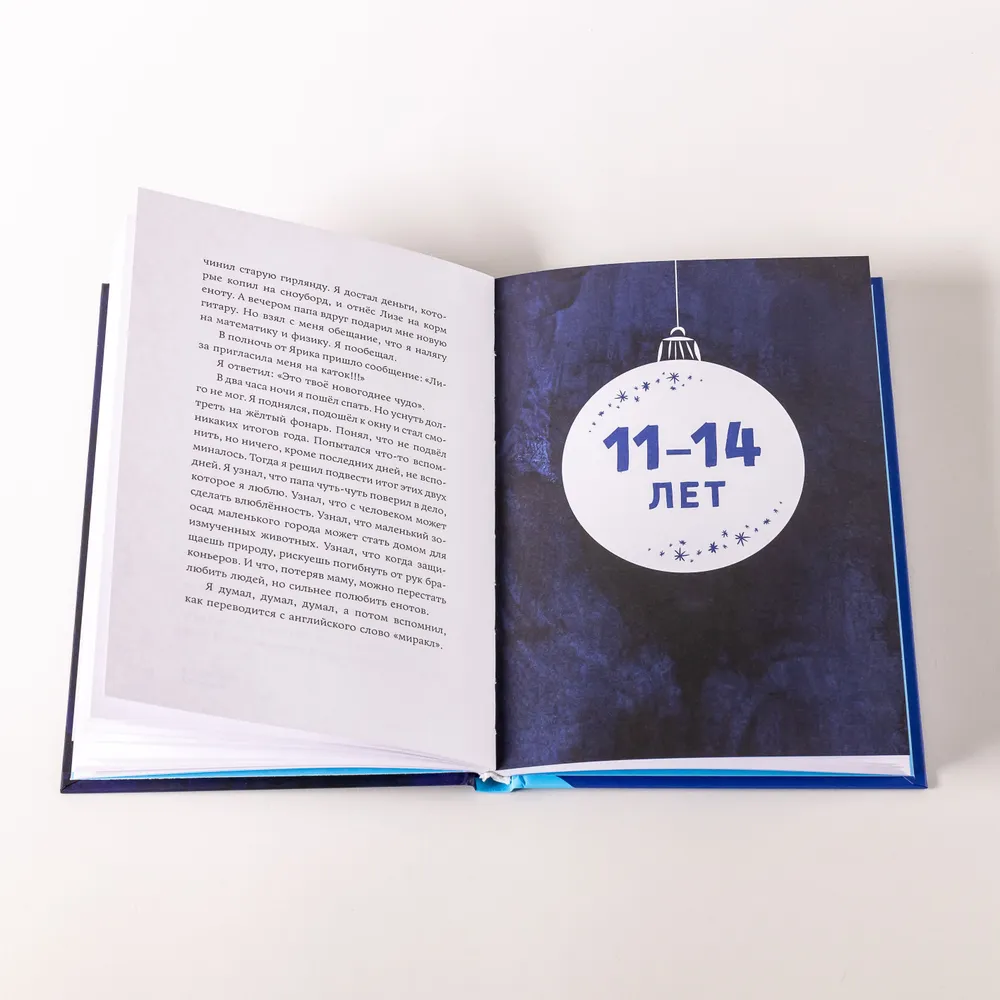 чинил старую гирлянду. Я достал деньги, кото-
рые копил на сноуборд, и отнёс Лизе на корм
еноту. А вечером папа вдруг подарил мне новую
гитару. Но взял с меня обещание, что я налягу
на математику и физику. Я пообещал.
В полночь от Ярика пришло сообщение: «Ли-
за пригласила меня на каток!!!»
Я ответил: «Это твоё новогоднее чудо».
В два часа ночи я пошёл спать. Но уснуть дол-
го не мог. Я поднялся, подошёл к окну и стал смо-
треть на жёлтый фонарь. Понял, что не подвёл
никаких итогов года. Попытался что-то вспом-
нить, но ничего, кроме последних дней, не вспо-
миналось. Тогда я решил подвести итог этих двух
дней. Я узнал, что папа чуть-чуть поверил в дело,
которое я люблю. Узнал, что с человеком может
сделать влюблённость. Узнал, что маленький зо-
осад маленького города может стать домом для
измученных животных. Узнал, что когда защи-
щаешь природу, рискуешь погибнуть от рук бра-
коньеров. И что, потеряв маму, можно перестать
любить людей, но сильнее полюбить енотов.
Я думал, думал, думал, а потом вспомнил,
как переводится с английского слово «миракл».
11–14
ЛЕТ